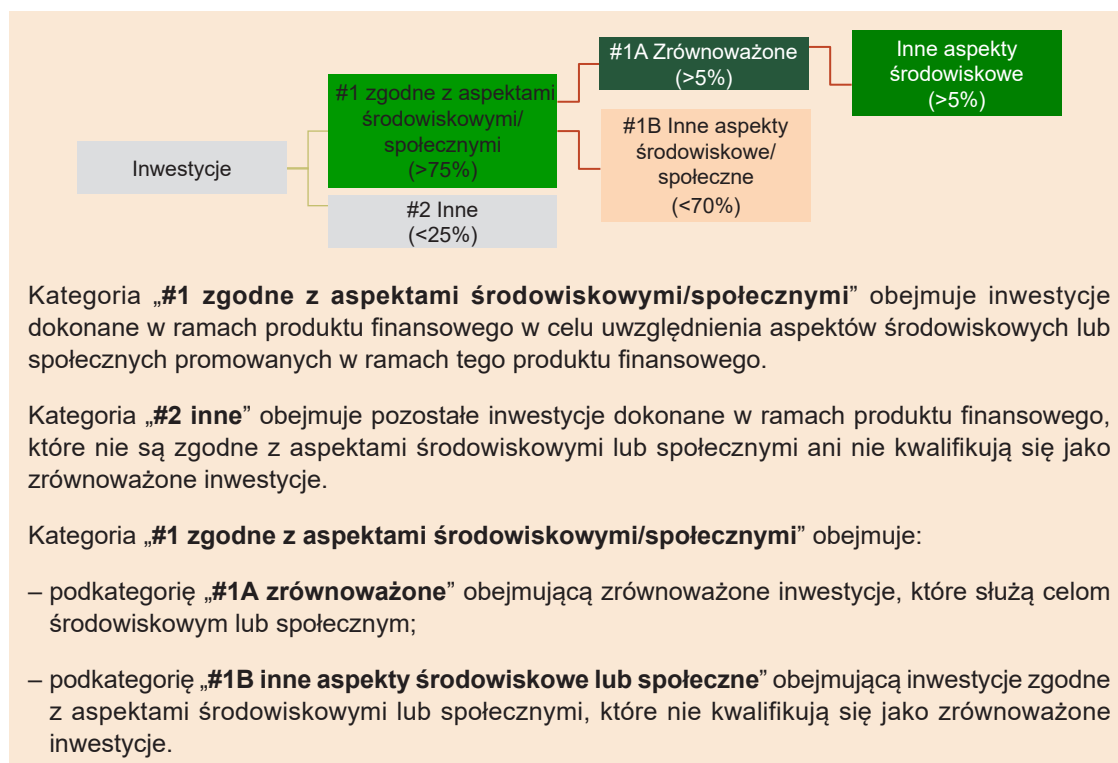 Inwestycje
#1 zgodne z aspektami
środowiskowymi/
społecznymi
(>75%)
#2 Inne
(<25%)
#1A Zrównoważone
(>5%)
#1B Inne aspekty
środowiskowe/
społeczne
(<70%)
Inne aspekty
środowiskowe
(>5%)
Kategoria „#1 zgodne z aspektami środowiskowymi/społecznymi” obejmuje inwestycje
dokonane w ramach produktu finansowego w celu uwzględnienia aspektów środowiskowych lub
społecznych promowanych w ramach tego produktu finansowego.
Kategoria „#2 inne” obejmuje pozostałe inwestycje dokonane w ramach produktu finansowego,
które nie są zgodne z aspektami środowiskowymi lub społecznymi ani nie kwalifikują się jako
zrównoważone inwestycje.
Kategoria „#1 zgodne z aspektami środowiskowymi/społecznymi” obejmuje:
– podkategorię „#1A zrównoważone” obejmującą zrównoważone inwestycje, które służą celom
środowiskowym lub społecznym;
– podkategorię „#1B inne aspekty środowiskowe lub społeczne” obejmującą inwestycje zgodne
z aspektami środowiskowymi lub społecznymi, które nie kwalifikują się jako zrównoważone
inwestycje.